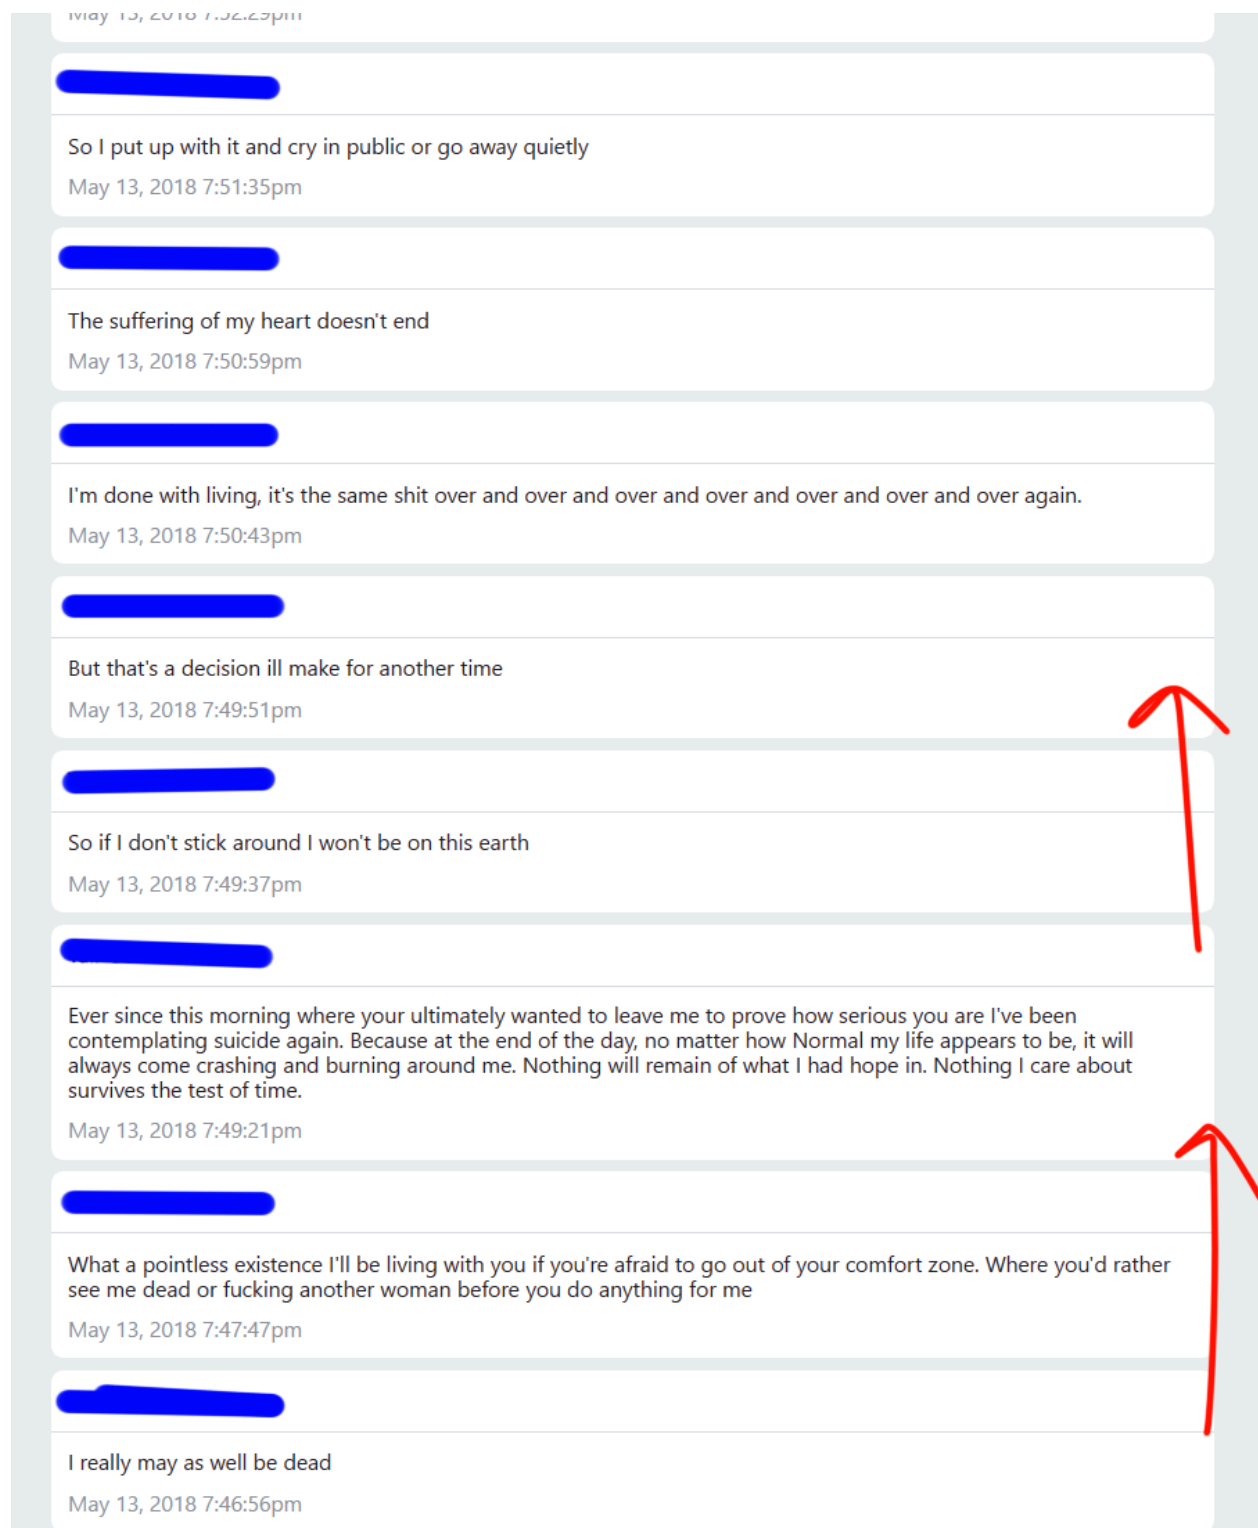 May 13, 2018 7:52:29pm
So I put up with it and cry in public or go away quietly
May 13, 2018 7:51:35pm
The suffering of my heart doesn't end
May 13, 2018 7:50:59pm
I'm done with living, it's the same shit over and over and over and over and over and over and over again.
May 13, 2018 7:50:43pm
But that's a decision ill make for another time
May 13, 2018 7:49:51pm
So if I don't stick around I won't be on this earth
May 13, 2018 7:49:37pm
Ever since this morning where your ultimately wanted to leave me to prove how serious you are I've been
contemplating suicide again. Because at the end of the day, no matter how Normal my life appears to be, it will
always come crashing and burning around me. Nothing will remain of what I had hope in. Nothing I care about
survives the test of time.
May 13, 2018 7:49:21pm
What a pointless existence I'll be living with you if you're afraid to go out of your comfort zone. Where you'd rather
see me dead or fucking another woman before you do anything for me
May 13, 2018 7:47:47pm
I really may as well be dead
May 13, 2018 7:46:56pm